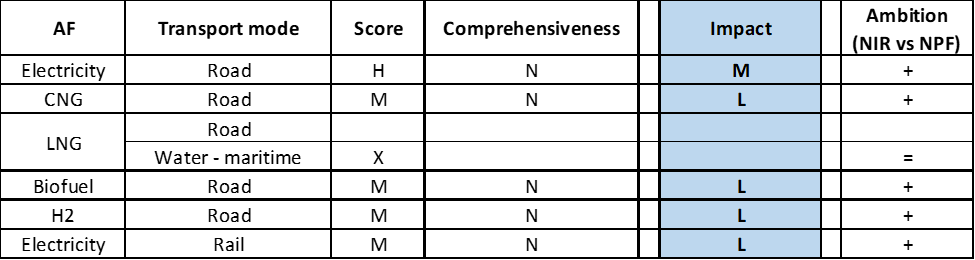 AF Transport mode Score Comprehensiveness Impact Ambition (NIR vs NPF)
Electricity Road H N M +
CNG Road M N L +
LNG Road
Water - maritime X =
Biofuel Road M N L +
H2 Road M N L +
Electricity Rail M N L +